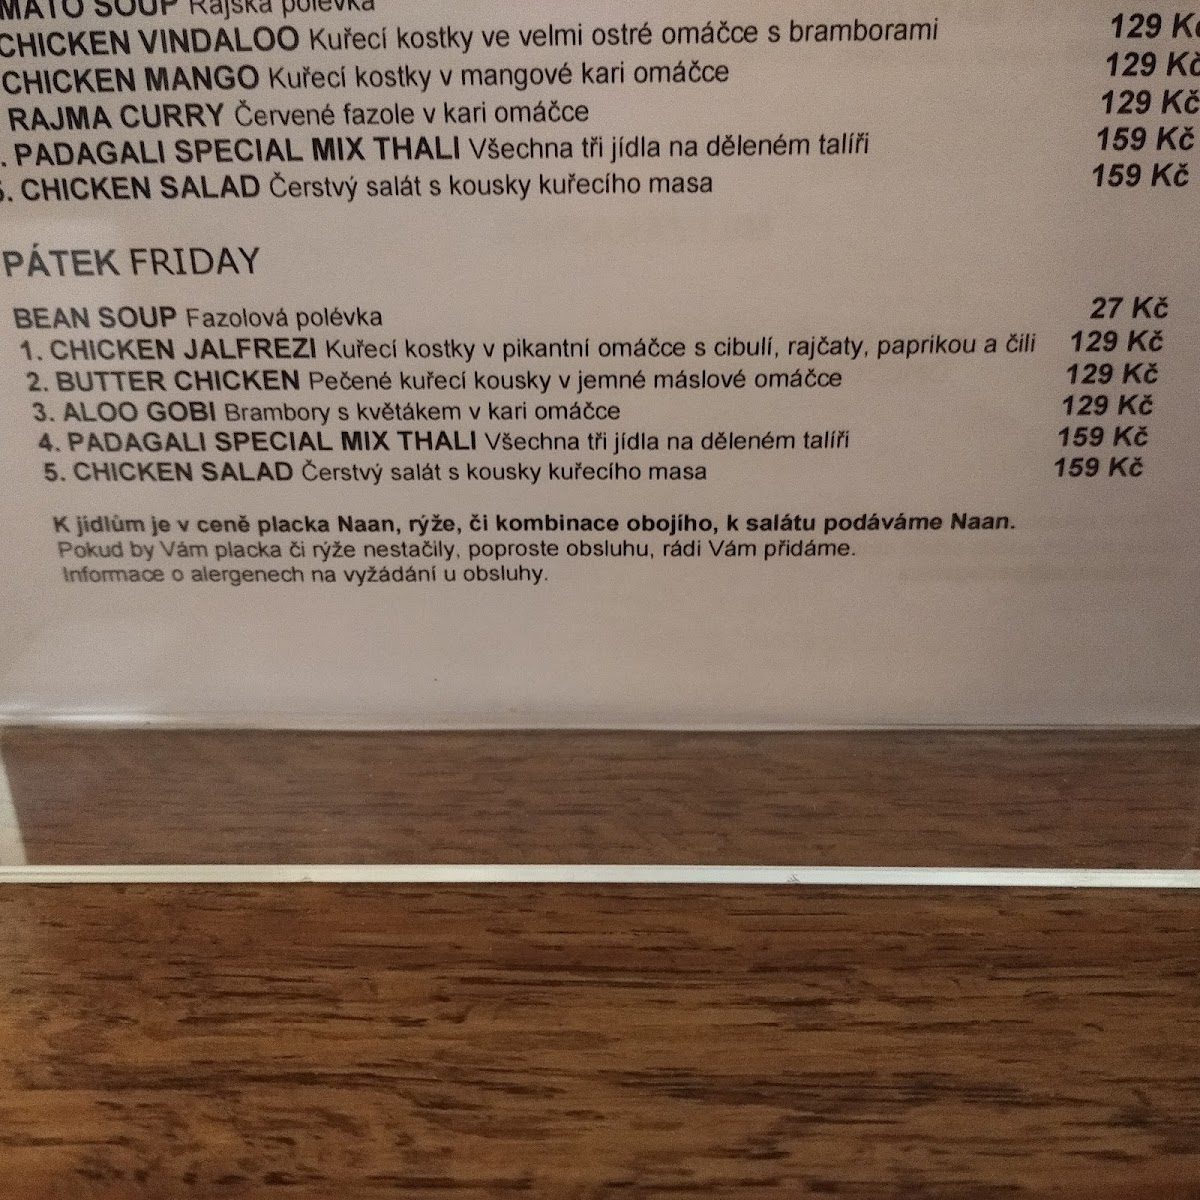 MATO SOUP Rajská polévka
CHICKEN VINDALOO Kuřecí kostky ve velmi ostré omáčce s bramborami 129 Kč
CHICKEN MANGO Kuřecí kostky v mangové kari omáčce 129 Kč
RAJMA CURRY Červené fazole v kari omáčce 129 Kč
. PADAGALI SPECIAL MIX THALI Všechna tři jídla na děleném talíři 159 Kč
5. CHICKEN SALAD Čerstvý salát s kousky kuřecího masa 159 Kč
PÁTEK FRIDAY
BEAN SOUP Fazolová polévka 27 Kč
1. CHICKEN JALFREZI Kuřecí kostky v pikantní omáčce s cibulí, rajčaty, paprikou a čili 129 Kč
2. BUTTER CHICKEN Pečené kuřecí kousky v jemné máslové omáčce 129 Kč
3. ALOO GOBI Brambory s květákem v kari omáčce 129 Kč
4. PADAGALI SPECIAL MIX THALI Všechna tři jídla na děleném talíři 159 Kč
5. CHICKEN SALAD Čerstvý salát s kousky kuřecího masa 159 Kč
K jídlům je v ceně placka Naan, rýže, či kombinace obojího, k salátu podáváme Naan.
Pokud by Vám placka či rýže nestačily, poproste obsluhu, rádi Vám přidáme.
Informace o alergenech na vyžádání u obsluhy.